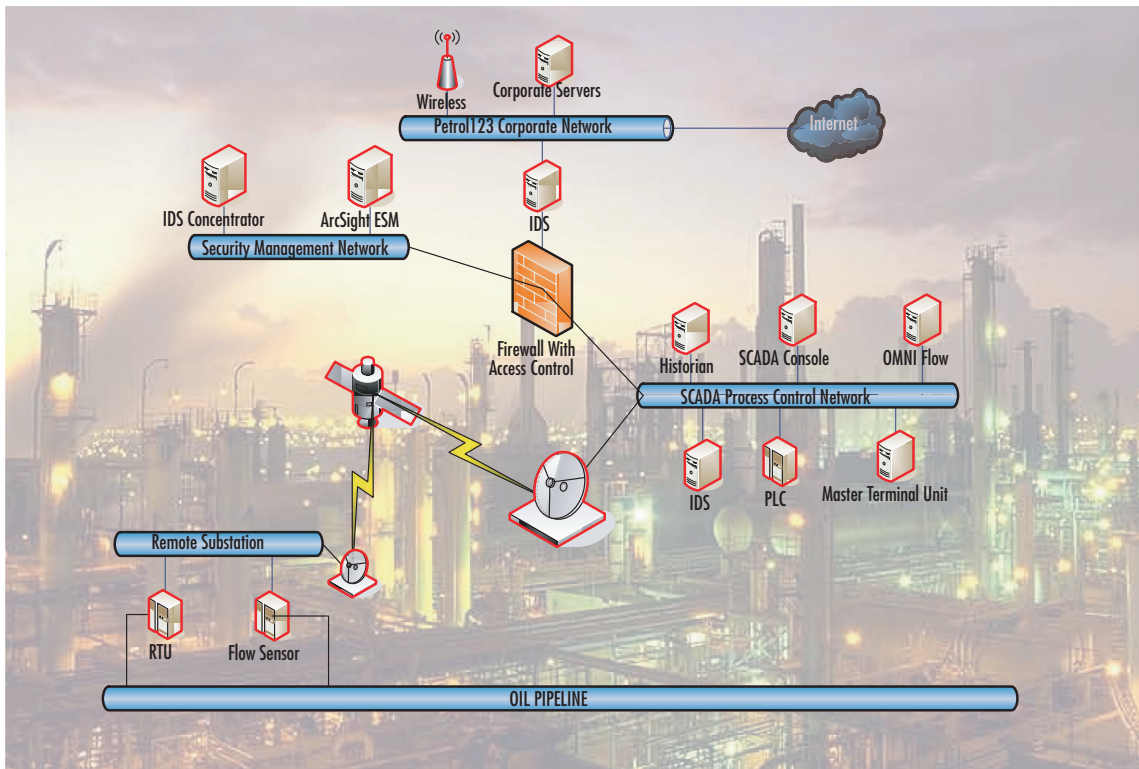 Wireless
Corporate Servers
Petrol123 Corporate Network
Internet
IDS Concentrator
ArcSight ESM
IDS
Security Management Network
Firewall With
Access Control
Historian
SCADA Console
OMNI Flow
SCADA Process Control Network
IDS
PLC
Master Terminal Unit
Remote Substation
RTU
Flow Sensor
OIL PIPELINE